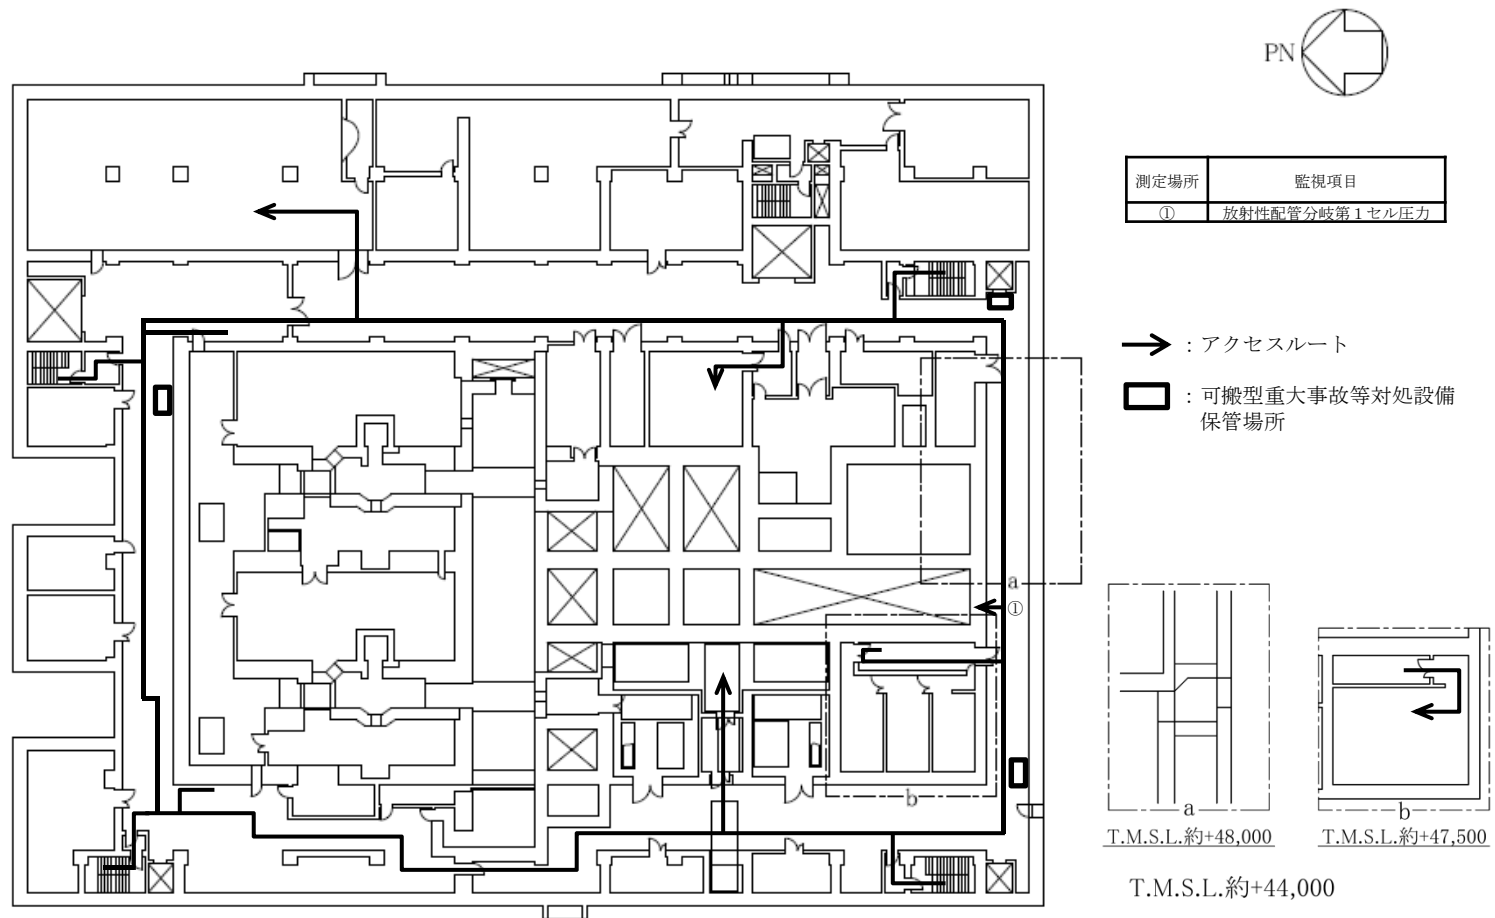 PN
測定場所 監視項目
① 放射性配管分岐第1セル圧力
：アクセスルート
：可搬型重大事故等対処設備
保管場所
a
①
b
a
T.M.S.L.約+48,000
b
T.M.S.L.約+47,500
T.M.S.L.約+44,000